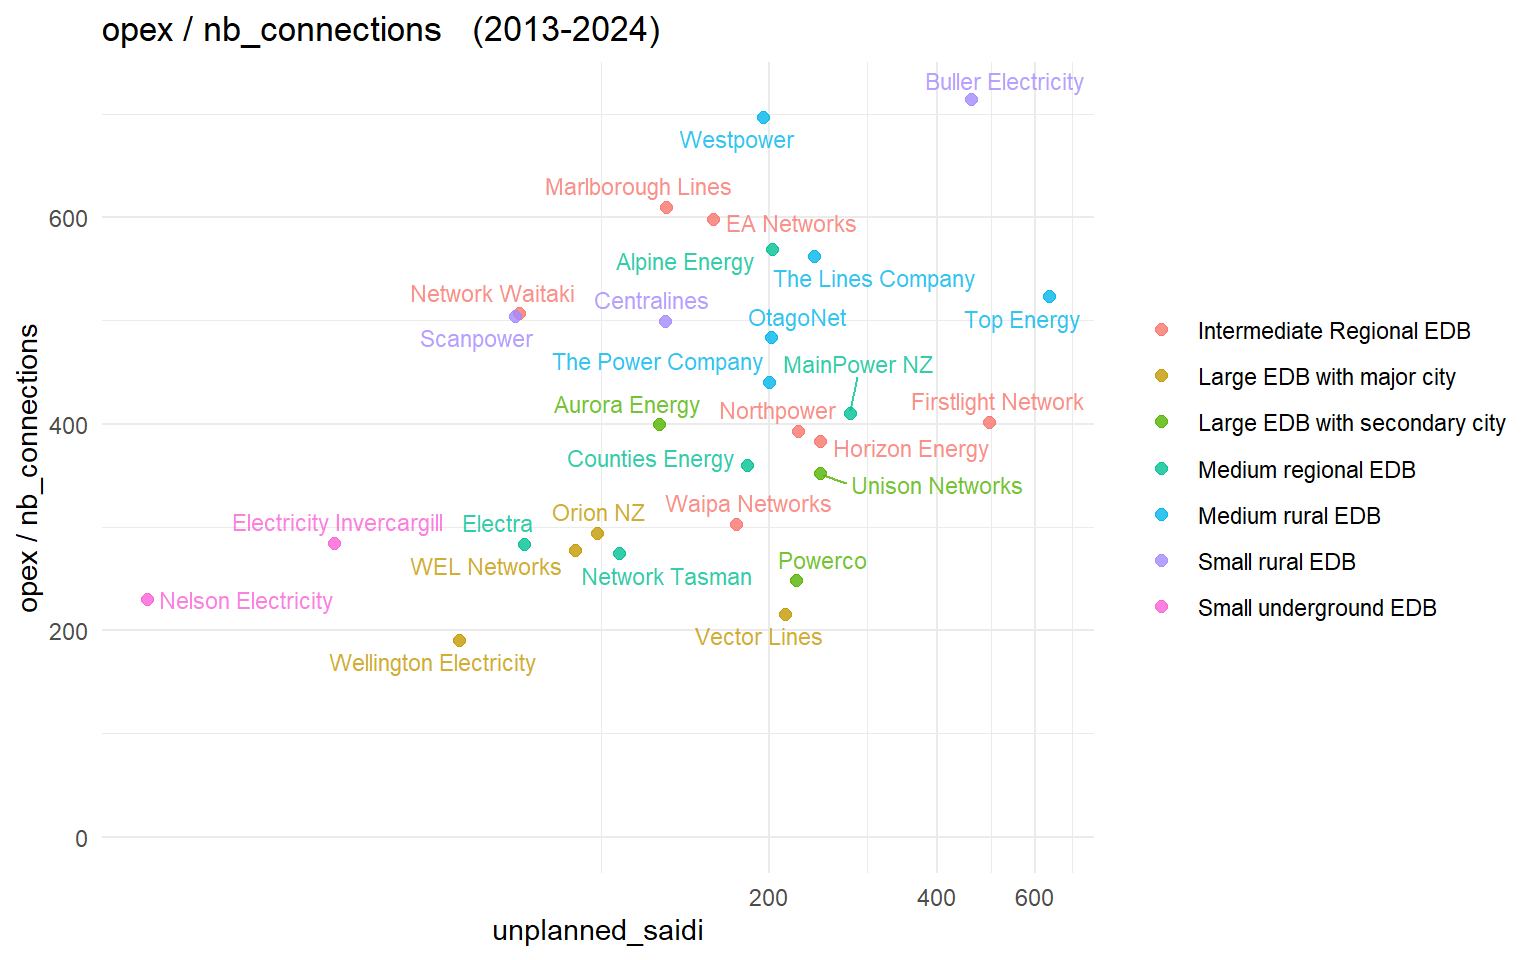 opex / nb_connections (2013-2024)
Buller Electricity
Westpower
Marlborough Lines
EA Networks
Alpine Energy
The Lines Company
Network Waitaki
Centralines
OtagoNet
Top Energy
Scanpower
The Power Company
MainPower NZ
Aurora Energy
Northpower
Firstlight Network
Horizon Energy
Counties Energy
Unison Networks
Waipa Networks
Orion NZ
Electricity Invercargill
Electra
WEL Networks
Network Tasman
Powerco
Nelson Electricity
Vector Lines
Wellington Electricity
600
400
200
0
opex / nb_connections
200
400
600
unplanned_saidi
Intermediate Regional EDB
Large EDB with major city
Large EDB with secondary city
Medium regional EDB
Medium rural EDB
Small rural EDB
Small underground EDB